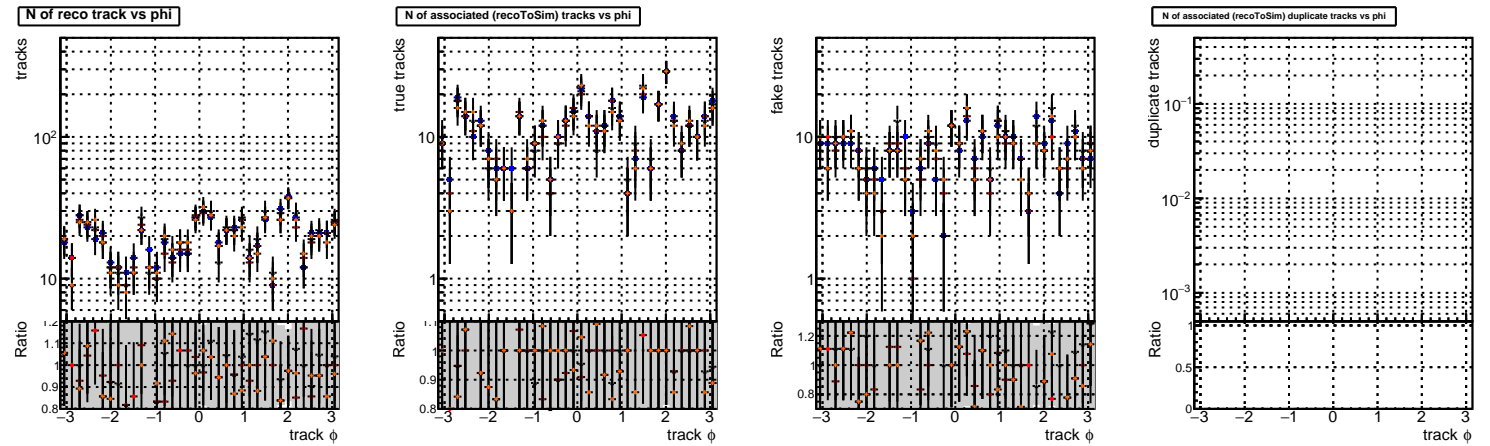 N of reco track vs phi
tracks
10²
10
Ratio
1.2
1.1
1
0.9
0.8
−3 −2 −1 0 1 2 3
track ϕ
N of associated (recoToSim) tracks vs phi
true tracks
10
1
Ratio
1.1
1
0.9
0.8
−3 −2 −1 0 1 2 3
track ϕ
fake tracks
10
1
Ratio
1.2
1
0.8
−3 −2 −1 0 1 2 3
track ϕ
N of associated (recoToSim) duplicate tracks vs phi
duplicate tracks
10⁻¹
10⁻²
10⁻³
Ratio
1
0.5
0
−3 −2 −1 0 1 2 3
track ϕ